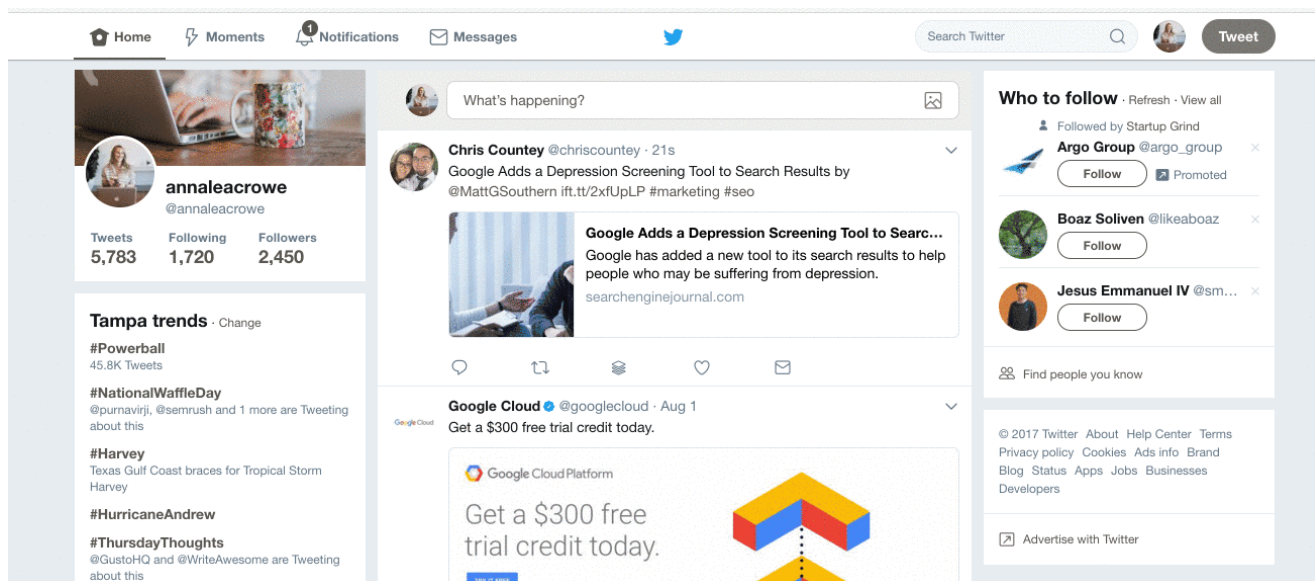 Home
Moments
1
Notifications
Messages
Search Twitter
Tweet
annaleacrowe
@annaleacrowe
Tweets Following Followers
5,783 1,720 2,450
Tampa trends · Change
#Powerball
45.8K Tweets
#NationalWaffleDay
@purnavirji, @semrush and 1 more are Tweeting
about this
#Harvey
Texas Gulf Coast braces for Tropical Storm
Harvey
#HurricaneAndrew
#ThursdayThoughts
@GustoHQ and @WriteAwesome are Tweeting
about this
What's happening?
Chris Countey @chriscountey · 21s
Google Adds a Depression Screening Tool to Search Results by
@MattGSouthern ift.tt/2xfUpLP #marketing #seo
Google Adds a Depression Screening Tool to Searc...
Google has added a new tool to its search results to help
people who may be suffering from depression.
searchenginejournal.com
Google Cloud
Google Cloud @googlecloud · Aug 1
Get a $300 free trial credit today.
Google Cloud Platform
Get a $300 free
trial credit today.
Who to follow · Refresh · View all
Followed by Startup Grind
Argo Group @argo_group
Follow
Promoted
Boaz Soliven @likeaboaz
Follow
Jesus Emmanuel IV @sm...
Follow
Find people you know
© 2017 Twitter About Help Center Terms
Privacy policy Cookies Ads info Brand
Blog Status Apps Jobs Businesses
Developers
Advertise with Twitter